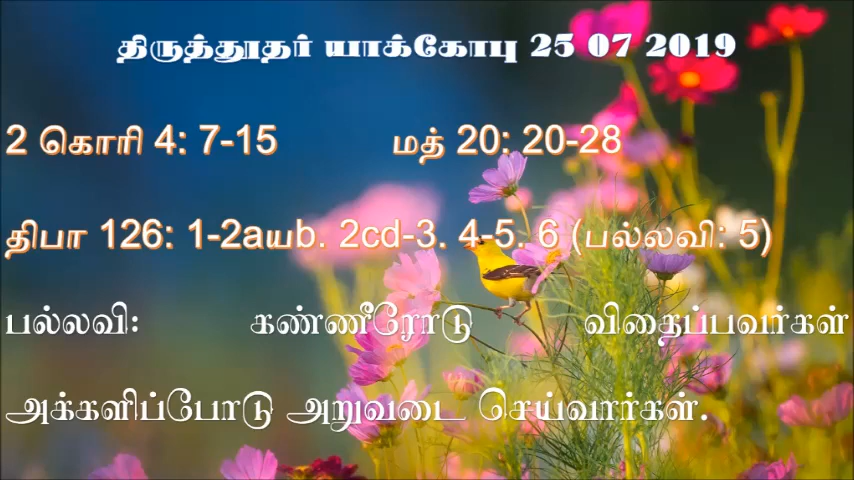 திருத்தூதர் யாக்கோபு 25 07 2019
2 கொரி 4: 7-15 மத் 20: 20-28
திபா 126: 1-2aயb. 2cd-3. 4-5. 6 (பல்லவி: 5)
பல்லவி: கண்ணீரோடு விதைப்பவர்கள்
அக்களிப்போடு அறுவடை செய்வார்கள்.